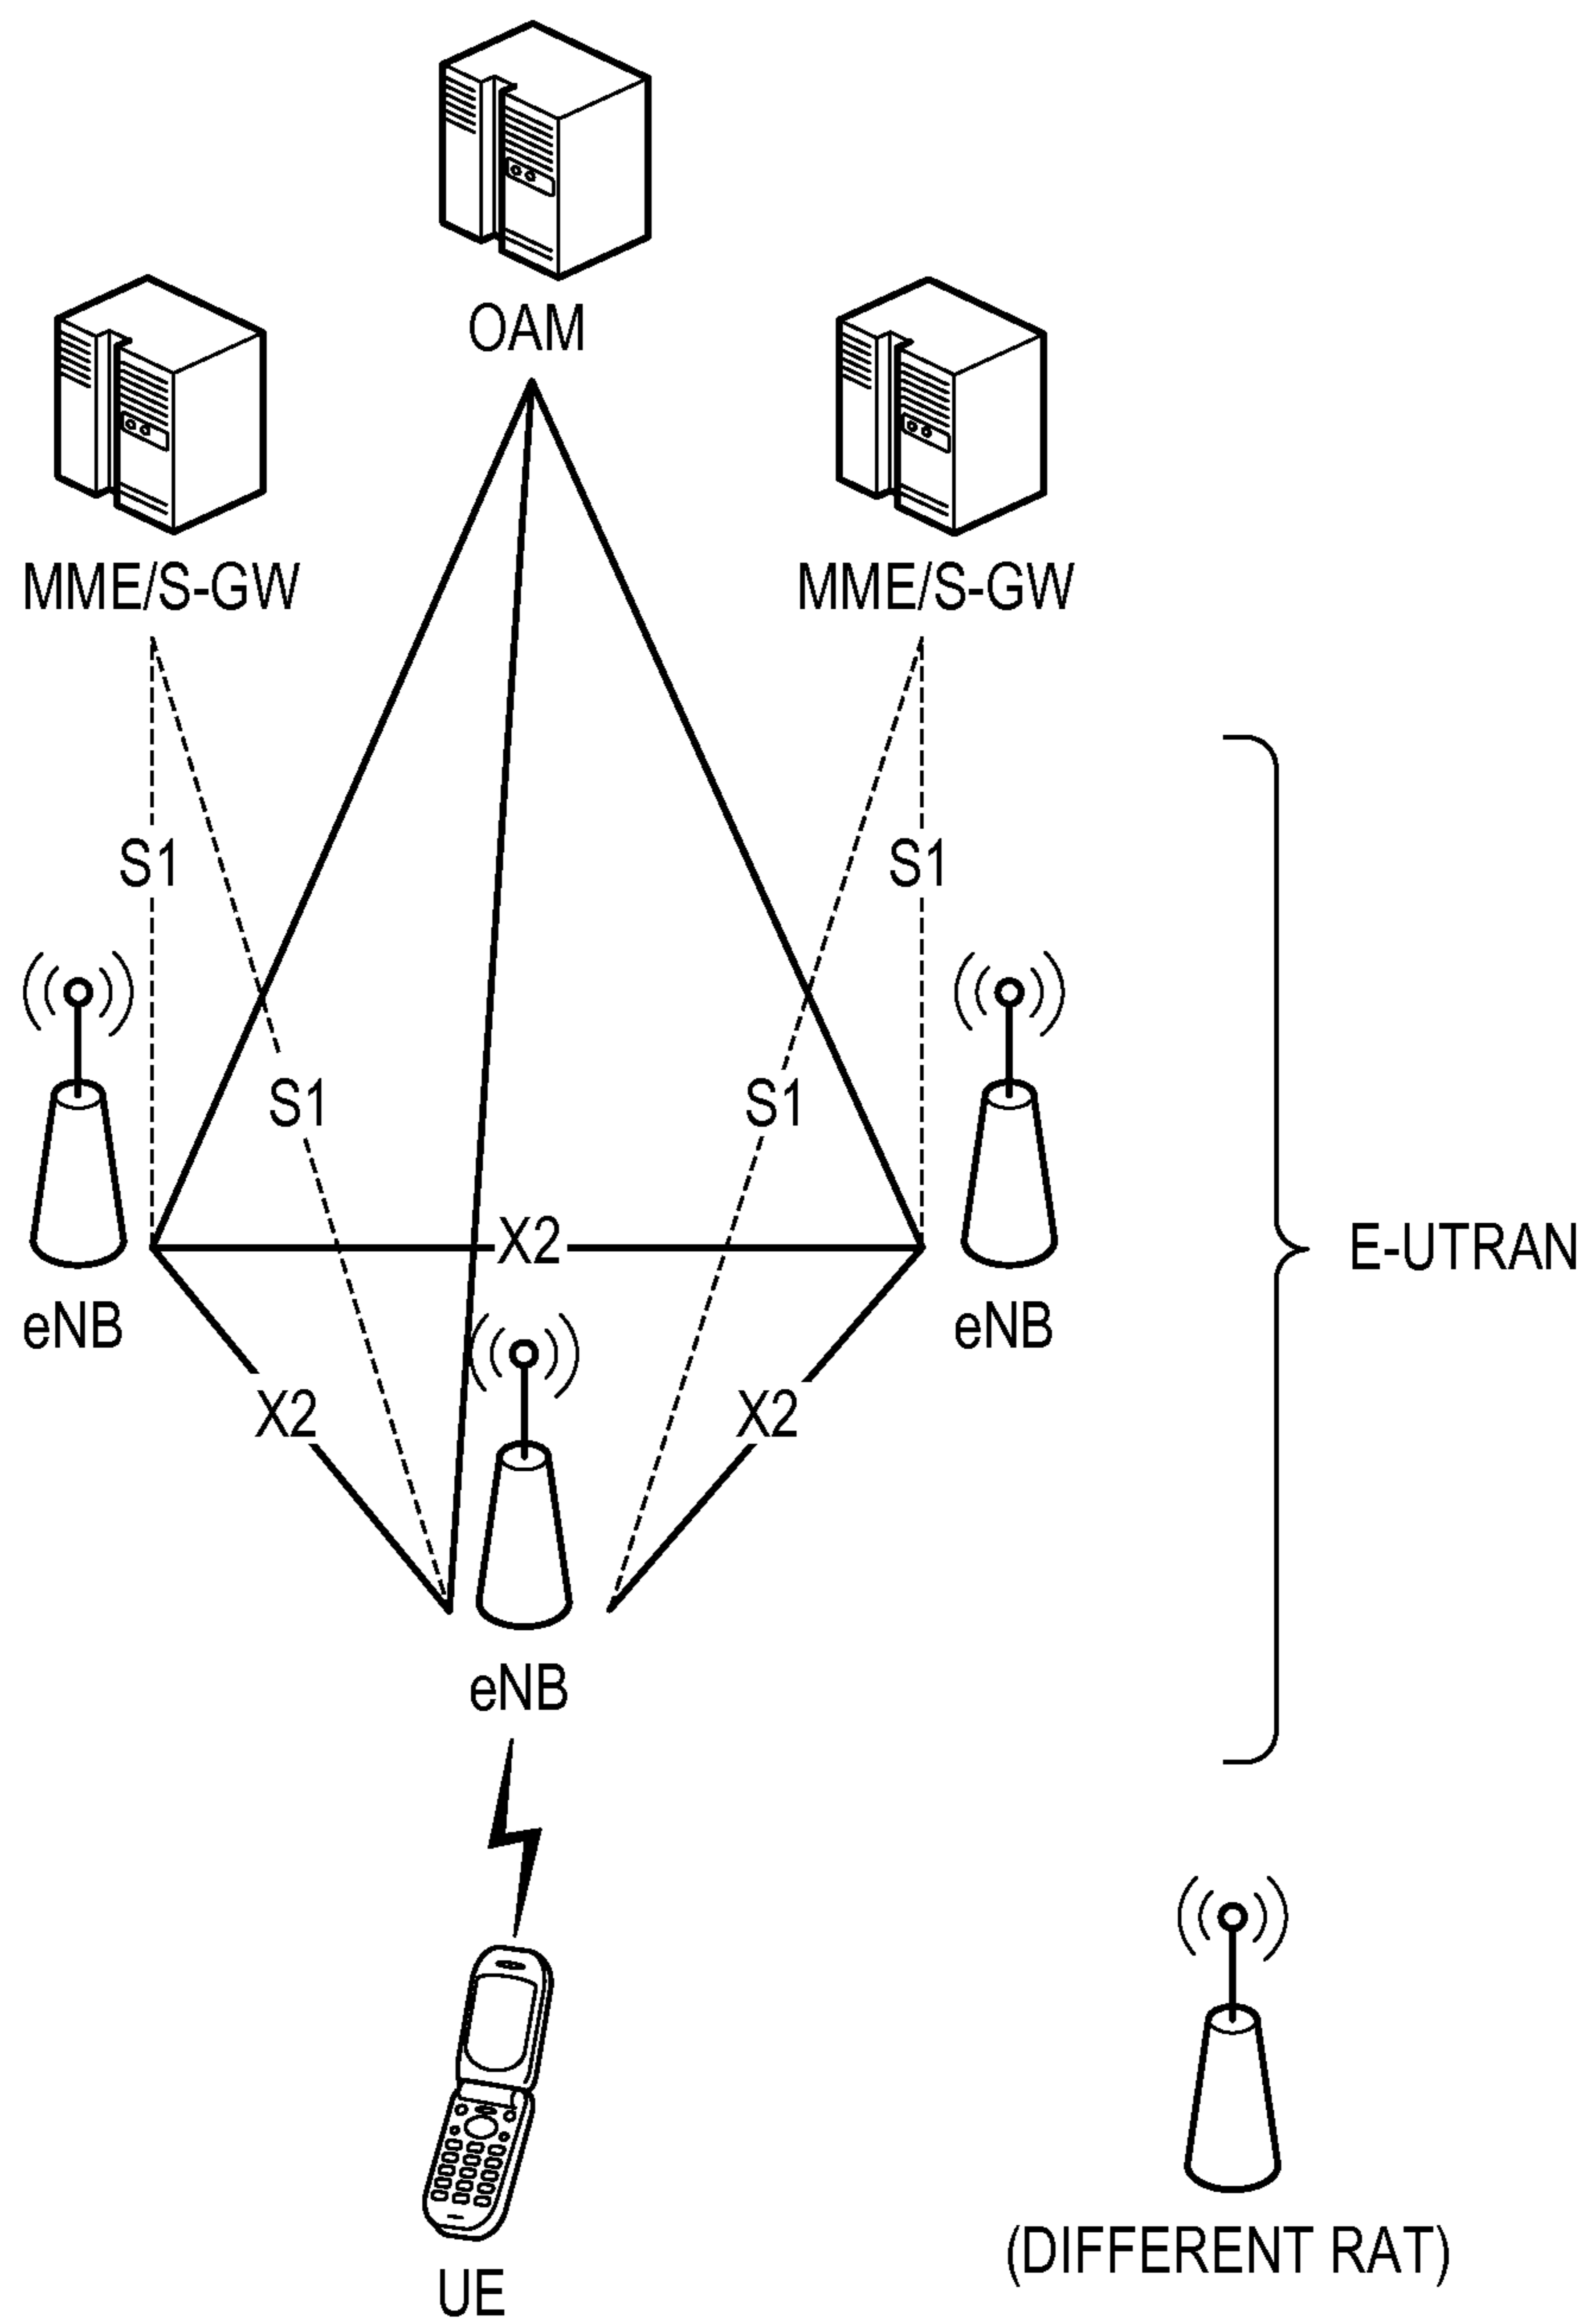 OAM
MME/S-GW
MME/S-GW
S1
S1
S1
S1
X2
E-UTRAN
eNB
eNB
X2
X2
eNB
UE
(DIFFERENT RAT)